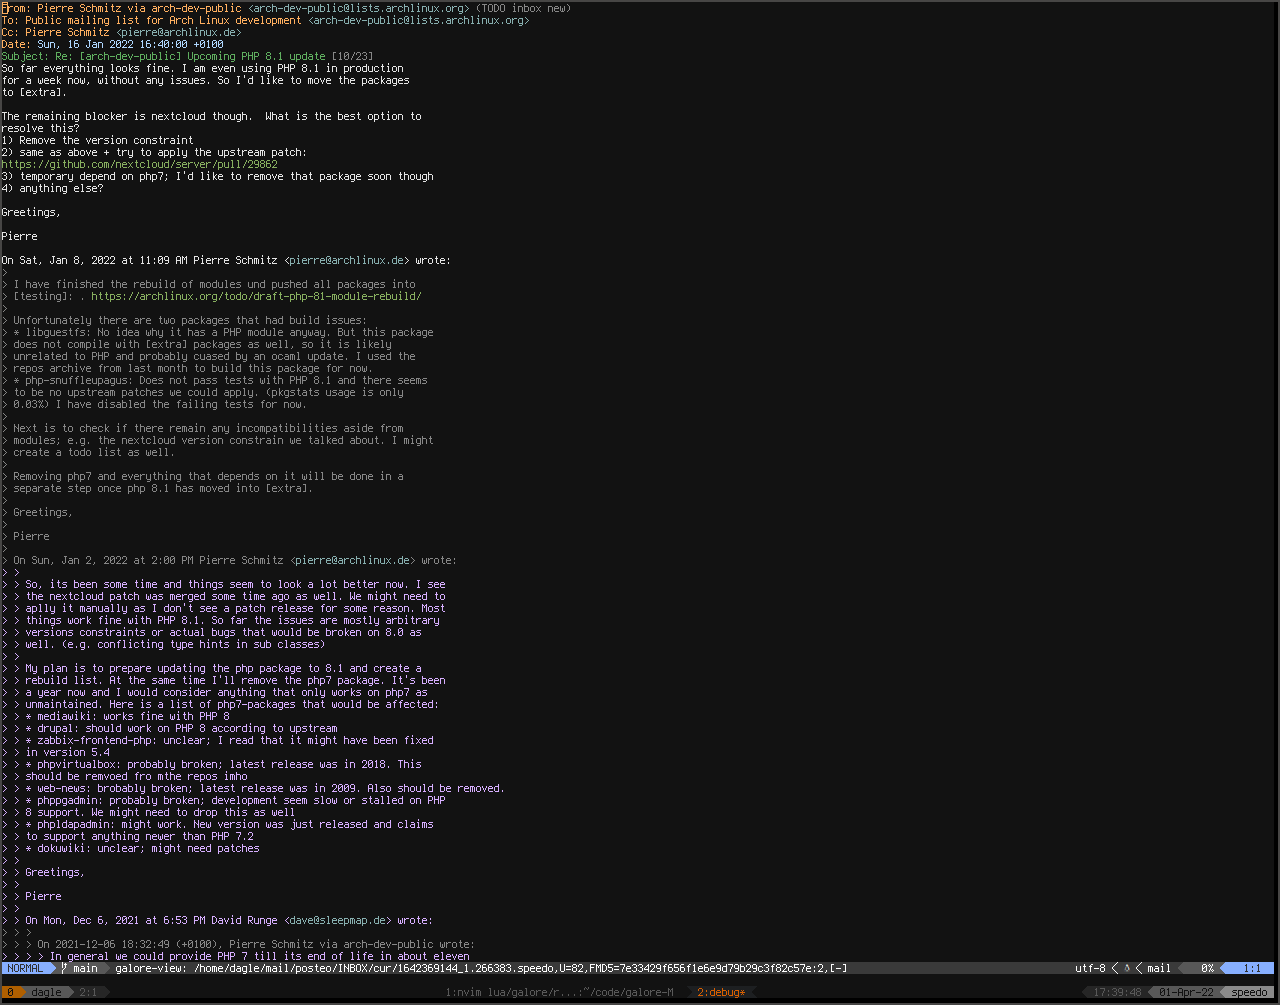 From: Pierre Schmitz via arch-dev-public <arch-dev-public@lists.archlinux.org> (TODO inbox new)
To: Public mailing list for Arch Linux development <arch-dev-public@lists.archlinux.org>
Cc: Pierre Schmitz <pierre@archlinux.de>
Date: Sun, 16 Jan 2022 16:40:00 +0100
Subject: Re: [arch-dev-public] Upcoming PHP 8.1 update [10/23]
So far everything looks fine. I am even using PHP 8.1 in production
for a week now, without any issues. So I'd like to move the packages
to [extra].

The remaining blocker is nextcloud though.  What is the best option to
resolve this?
1) Remove the version constraint
2) same as above + try to apply the upstream patch:
https://github.com/nextcloud/server/pull/29862
3) temporary depend on php7; I'd like to remove that package soon though
4) anything else?

Greetings,

Pierre

On Sat, Jan 8, 2022 at 11:09 AM Pierre Schmitz <pierre@archlinux.de> wrote:
>
> I have finished the rebuild of modules und pushed all packages into
> [testing]: . https://archlinux.org/todo/draft-php-81-module-rebuild/
>
> Unfortunately there are two packages that had build issues:
> * libguestfs: No idea why it has a PHP module anyway. But this package
> does not compile with [extra] packages as well, so it is likely
> unrelated to PHP and probably cuased by an ocaml update. I used the
> repos archive from last month to build this package for now.
> * php-snuffleupagus: Does not pass tests with PHP 8.1 and there seems
> to be no upstream patches we could apply. (pkgstats usage is only
> 0.03%) I have disabled the failing tests for now.
>
> Next is to check if there remain any incompatibilities aside from
> modules; e.g. the nextcloud version constrain we talked about. I might
> create a todo list as well.
>
> Removing php7 and everything that depends on it will be done in a
> separate step once php 8.1 has moved into [extra].
>
> Greetings,
>
> Pierre
>
> On Sun, Jan 2, 2022 at 2:00 PM Pierre Schmitz <pierre@archlinux.de> wrote:
> >
> > So, its been some time and things seem to look a lot better now. I see
> > the nextcloud patch was merged some time ago as well. We might need to
> > aplly it manually as I don't see a patch release for some reason. Most
> > things work fine with PHP 8.1. So far the issues are mostly arbitrary
> > versions constraints or actual bugs that would be broken on 8.0 as
> > well. (e.g. conflicting type hints in sub classes)
> >
> > My plan is to prepare updating the php package to 8.1 and create a
> > rebuild list. At the same time I'll remove the php7 package. It's been
> > a year now and I would consider anything that only works on php7 as
> > unmaintained. Here is a list of php7-packages that would be affected:
> > * mediawiki: works fine with PHP 8
> > * drupal: should work on PHP 8 according to upstream
> > * zabbix-frontend-php: unclear; I read that it might have been fixed
> > in version 5.4
> > * phpvirtualbox: probably broken; latest release was in 2018. This
> > should be remvoed fro mthe repos imho
> > * web-news: brobably broken; latest release was in 2009. Also should be removed.
> > * phppgadmin: probably broken; development seem slow or stalled on PHP
> > 8 support. We might need to drop this as well
> > * phpldapadmin: might work. New version was just released and claims
> > to support anything newer than PHP 7.2
> > * dokuwiki: unclear; might need patches
> >
> > Greetings,
> >
> > Pierre
> >
> > On Mon, Dec 6, 2021 at 6:53 PM David Runge <dave@sleepmap.de> wrote:
> > >
> > > On 2021-12-06 18:32:49 (+0100), Pierre Schmitz via arch-dev-public wrote:
> > > > In general we could provide PHP 7 till its end of life in about eleven
NORMAL main galore-view: /home/dagle/mail/posteo/INBOX/cur/1642369144_1.266383.speedo,U=82,FMD5=7e33429f656f1e6e9d79b29c3f82c57e:2,[-] utf-8 mail 0% 1:1
0 dagle 2:1 1:nvim lua/galore/r...:~/code/galore-M 2:debug* 17:39:48 01-Apr-22 speedo